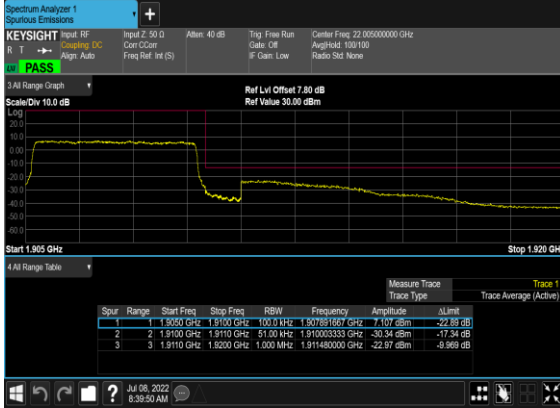 Spectrum Analyzer 1
Spurious Emissions
+
KEYSIGHT Input: RF Input Z: 50 Ω Atten: 40 dB Trig: Free Run Center Freq: 22.005000000 GHz
R T Coupling: DC Corr CCorr Gate: Off Avg|Hold: 100/100
Align: Auto Freq Ref: Int (S) IF Gain: Low Radio Std: None
LXI PASS
3 All Range Graph Ref Lvl Offset 7.80 dB
Scale/Div 10.0 dB Ref Value 30.00 dBm
Log
20.0
10.0
0.00
-10.0
-20.0
-30.0
-40.0
-50.0
-60.0
Start 1.905 GHz Stop 1.920 GH
4 All Range Table
Measure Trace Trace 1
Trace Type Trace Average (Active)
Spur Range Start Freq Stop Freq RBW Frequency Amplitude ΔLimit
1 1 1.9050 GHz 1.9100 GHz 100.0 kHz 1.907891667 GHz 7.107 dBm -22.89 dB
2 2 1.9100 GHz 1.9110 GHz 51.00 kHz 1.910003333 GHz -30.34 dBm -17.34 dB
3 3 1.9110 GHz 1.9200 GHz 1.000 MHz 1.911480000 GHz -22.97 dBm -9.969 dB
? Jul 08, 2022
8:39:50 AM